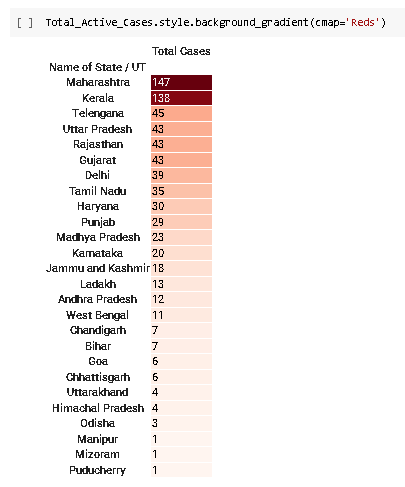 [ ] Total_Active_Cases.style.background_gradient(cmap='Reds')
Total Cases
Name of State / UT
Maharashtra 147
Kerala 138
Telengana 45
Uttar Pradesh 43
Rajasthan 43
Gujarat 43
Delhi 39
Tamil Nadu 35
Haryana 30
Punjab 29
Madhya Pradesh 23
Karnataka 20
Jammu and Kashmir 18
Ladakh 13
Andhra Pradesh 12
West Bengal 11
Chandigarh 7
Bihar 7
Goa 6
Chhattisgarh 6
Uttarakhand 4
Himachal Pradesh 4
Odisha 3
Manipur 1
Mizoram 1
Puducherry 1